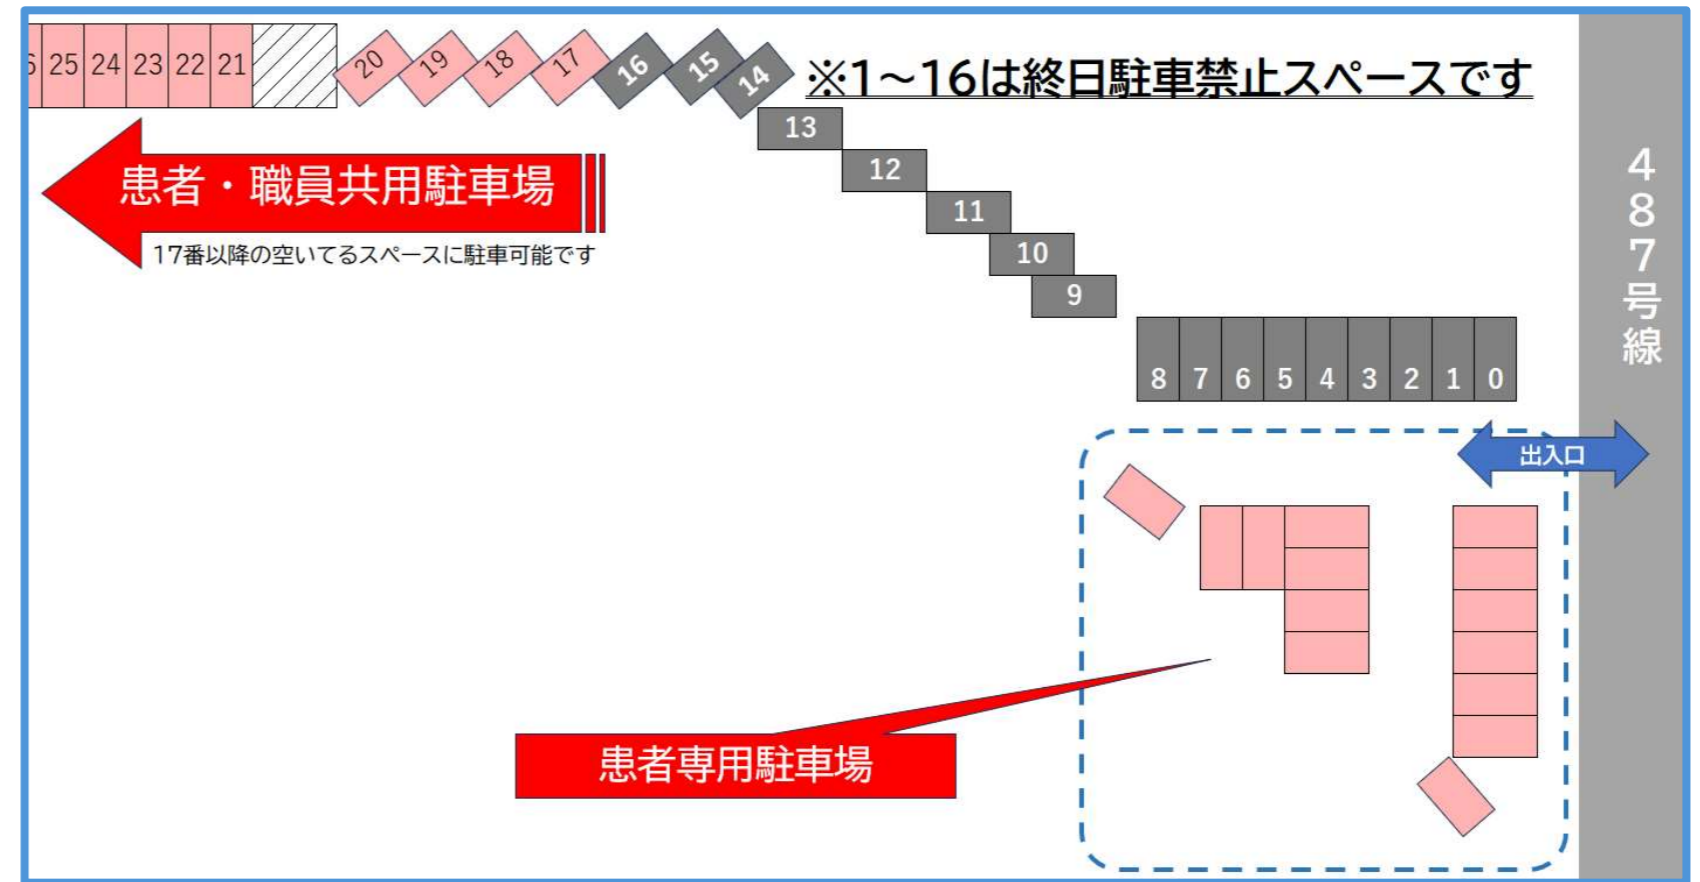 25 24 23 22 21 20 19 18 17 16 15 14
※1～16は終日駐車禁止スペースです
13
12
11
10
9
患者・職員共用駐車場
17番以降の空いてるスペースに駐車可能です
487号線
8 7 6 5 4 3 2 1 0
出入口
患者専用駐車場